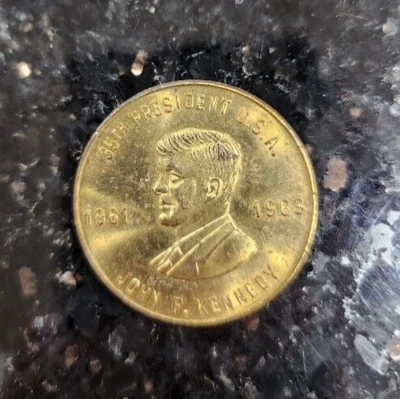 35TH PRESIDENT U.S.A.
1961 1963
JOHN F. KENNEDY